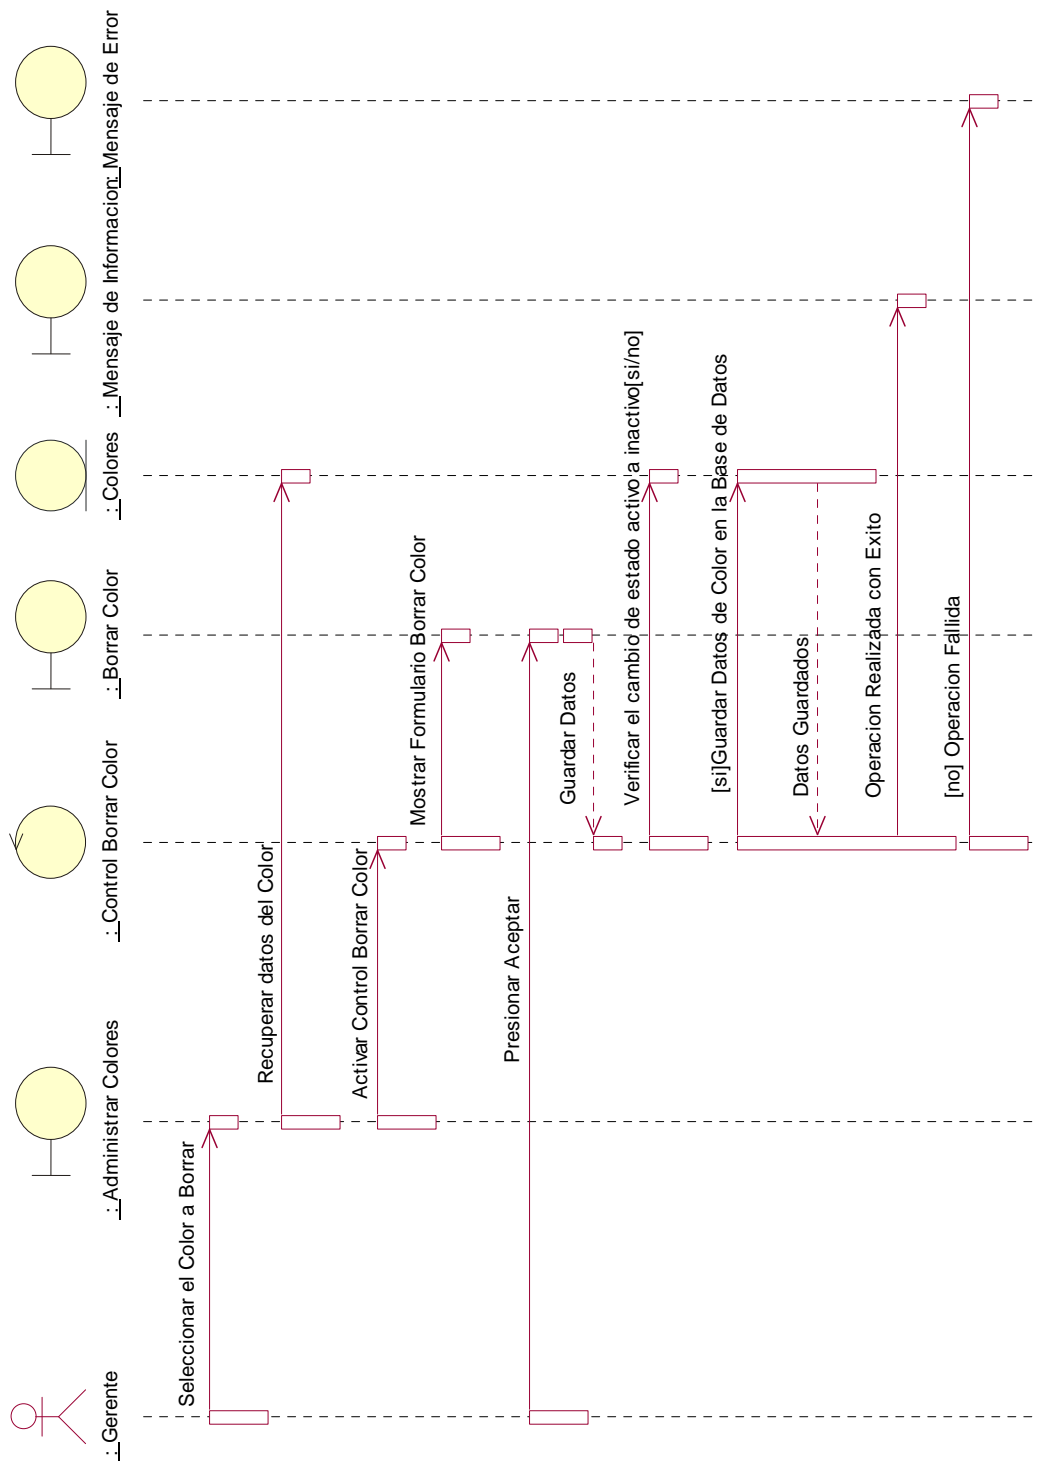 : Gerente
: Administrar Colores
: Control Borrar Color
: Borrar Color
: Colores
: Mensaje de Informacion
: Mensaje de Error
Seleccionar el Color a Borrar
Recuperar datos del Color
Activar Control Borrar Color
Mostrar Formulario Borrar Color
Presionar Aceptar
Guardar Datos
Verificar el cambio de estado activo a inactivo[si/no]
[si]Guardar Datos de Color en la Base de Datos
Datos Guardados
Operacion Realizada con Exito
[no] Operacion Fallida